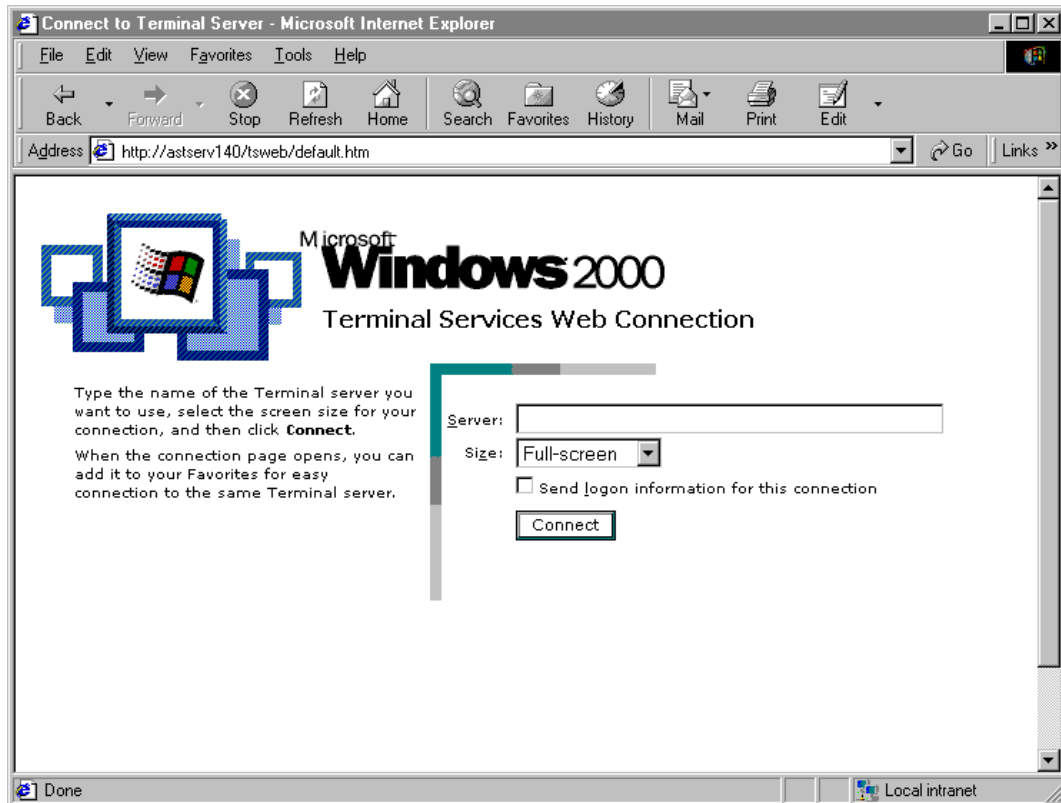 Connect to Terminal Server - Microsoft Internet Explorer
File Edit View Favorites Tools Help
Back Forward Stop Refresh Home Search Favorites History Mail Print Edit
Address http://astserv140/tsweb/default.htm Go Links »
Microsoft
Windows 2000
Terminal Services Web Connection
Type the name of the Terminal server you
want to use, select the screen size for your
connection, and then click Connect.
When the connection page opens, you can
add it to your Favorites for easy
connection to the same Terminal server.
Server:
Size: Full-screen
Send logon information for this connection
Connect
Done Local intranet